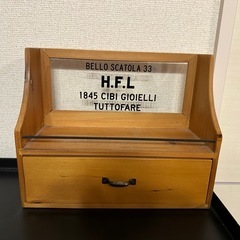 BELLO SCATOLA 33
H.F.L
1845 CIBI GIOIELLI
TUTTOFARE